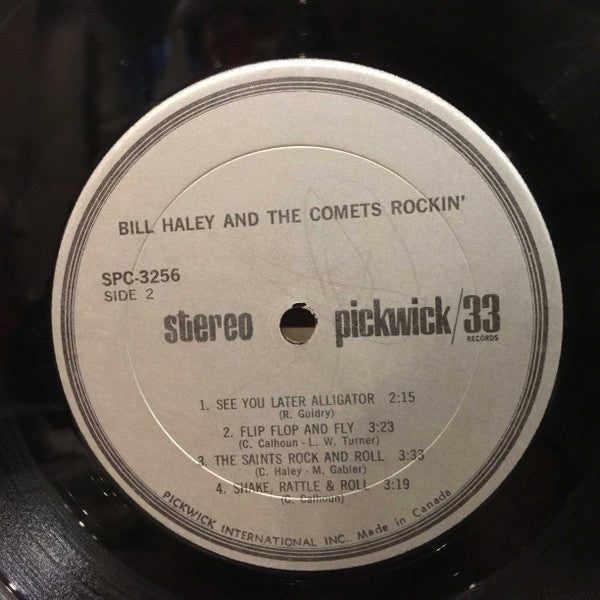 BILL HALEY AND THE COMETS ROCKIN'
SPC-3256
SIDE 2
stereo
pickwick/33
RECORDS
1. SEE YOU LATER ALLIGATOR 2:15
(R. Guidry)
2. FLIP FLOP AND FLY 3:23
(C. Calhoun - L. W. Turner)
3. THE SAINTS ROCK AND ROLL 3:33
(C. Haley - M. Gabler)
4. SHAKE, RATTLE & ROLL 3:19
(C. Calhoun)
PICKWICK INTERNATIONAL INC., Made in Canada